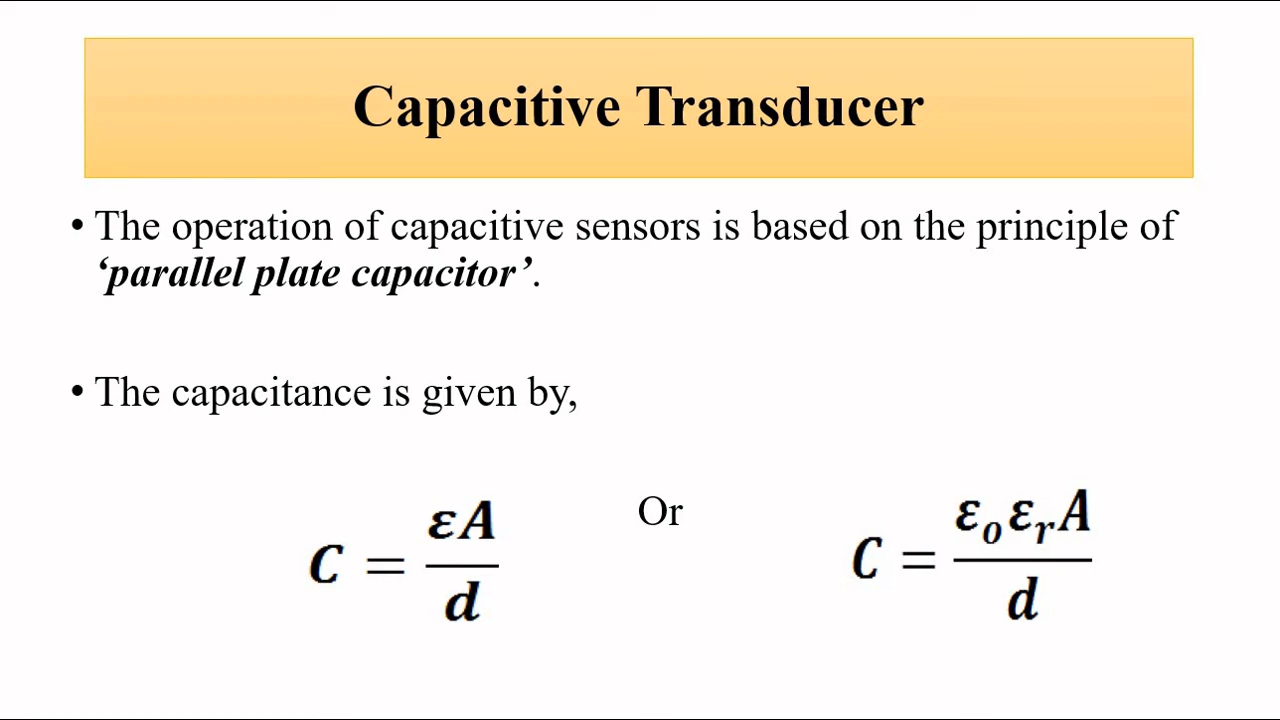 Capacitive Transducer
• The operation of capacitive sensors is based on the principle of
‘parallel plate capacitor’.
• The capacitance is given by,
C = εA / d Or C = εₒεᵣA / d